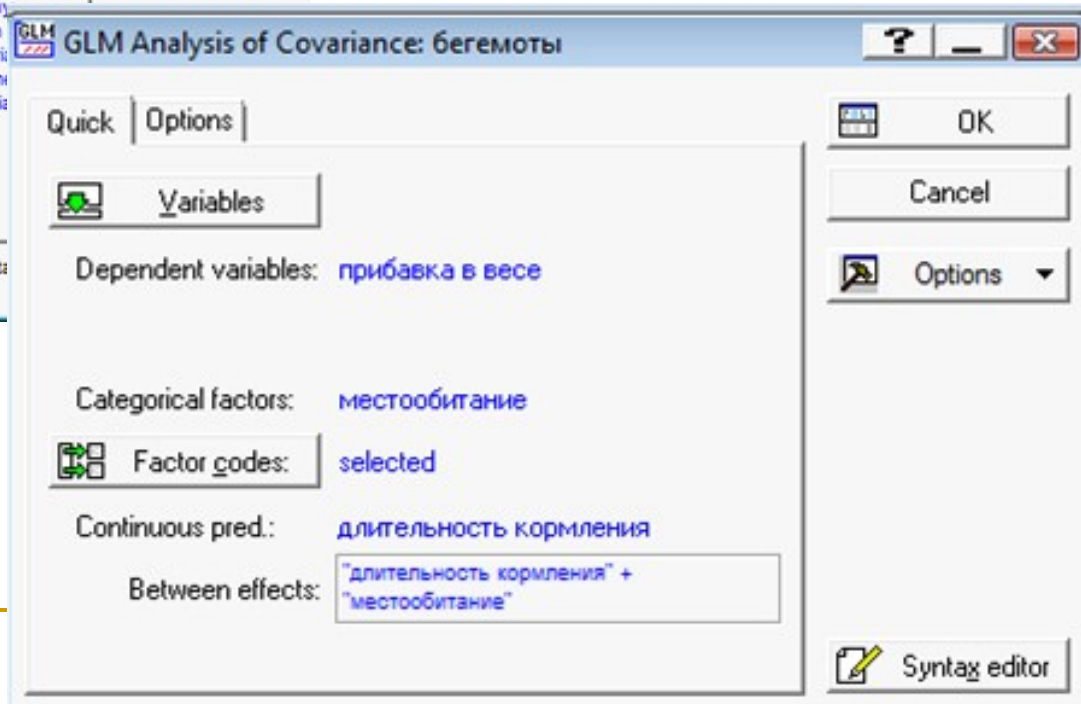 GLM
GLM Analysis of Covariance: бегемоты
Quick
Options
OK
Variables
Cancel
Dependent variables: прибавка в весе
Options
Categorical factors: местообитание
Factor codes: selected
Continuous pred.: длительность кормления
Between effects: "длительность кормления" +
"местообитание"
Syntax editor